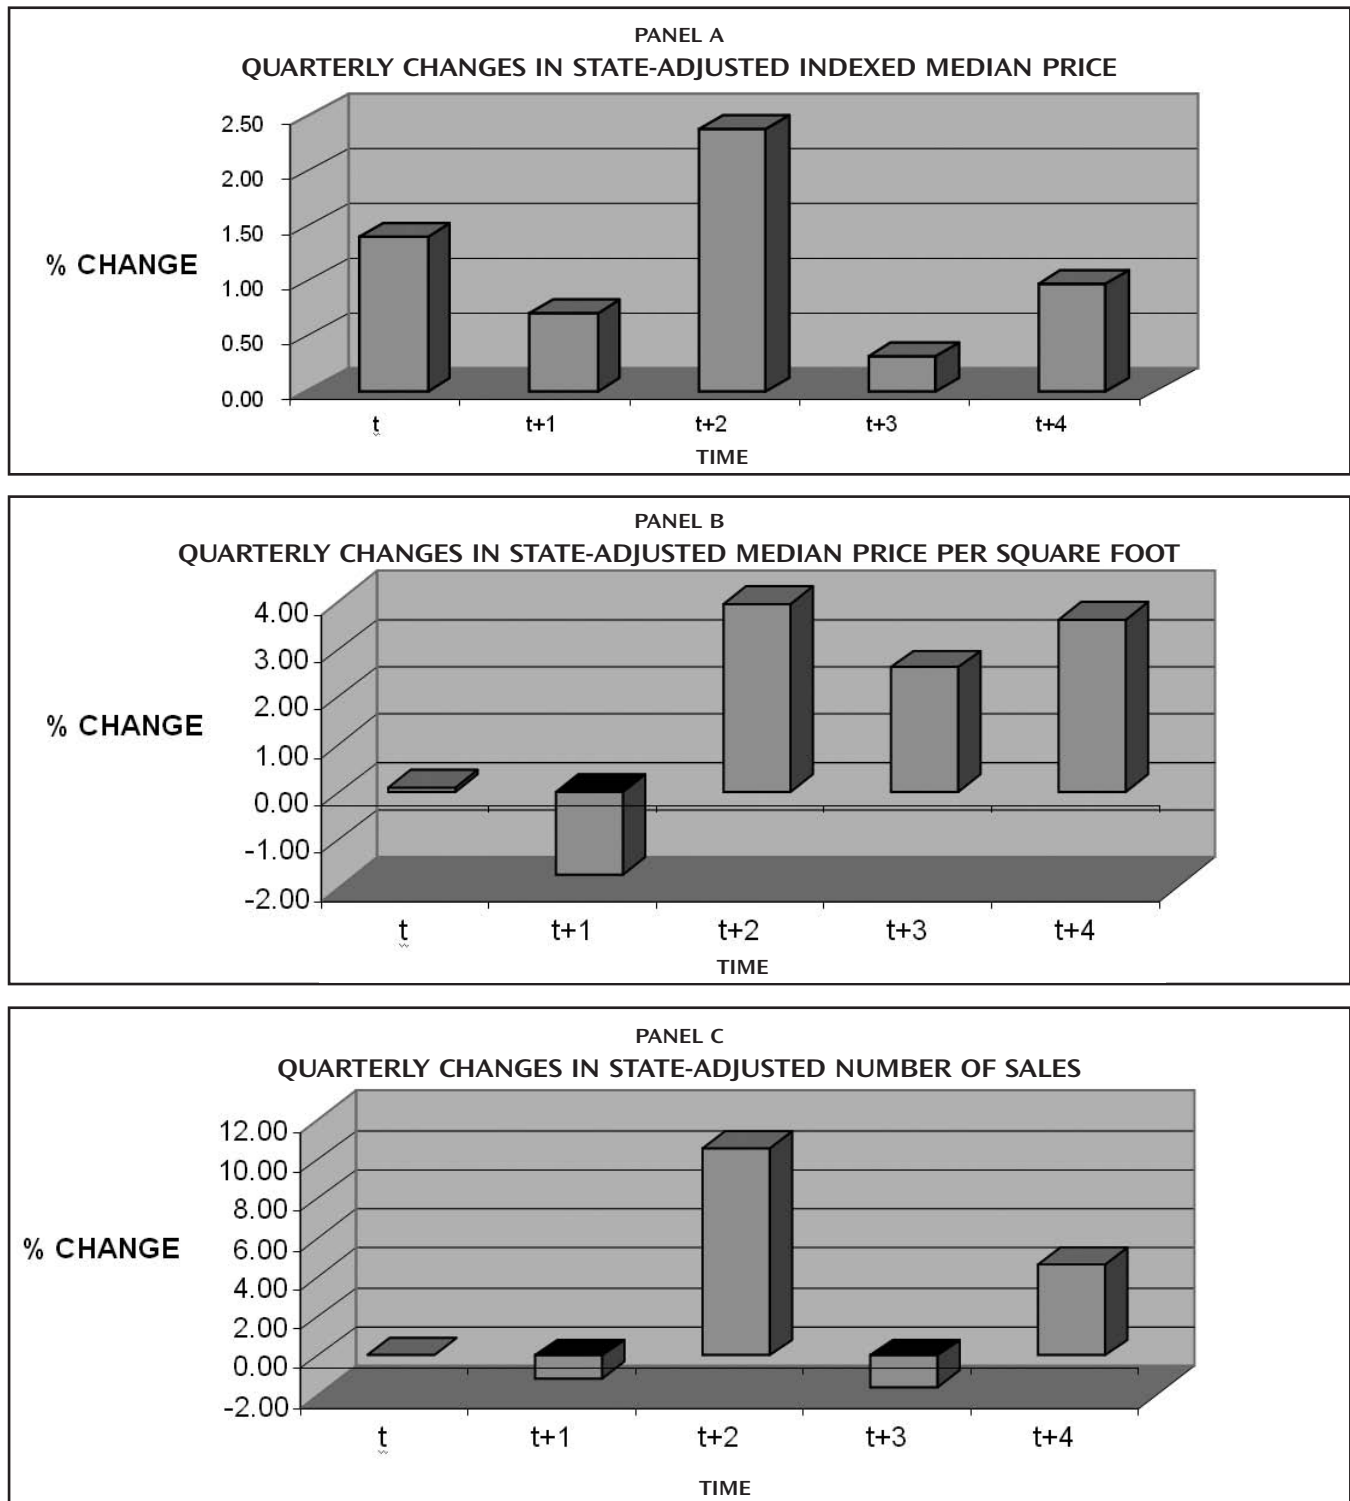 PANEL A
QUARTERLY CHANGES IN STATE-ADJUSTED INDEXED MEDIAN PRICE
2.50
2.00
1.50
% CHANGE
1.00
0.50
0.00
t t+1 t+2 t+3 t+4
TIME
PANEL B
QUARTERLY CHANGES IN STATE-ADJUSTED MEDIAN PRICE PER SQUARE FOOT
4.00
3.00
2.00
% CHANGE
1.00
0.00
-1.00
-2.00
t t+1 t+2 t+3 t+4
TIME
PANEL C
QUARTERLY CHANGES IN STATE-ADJUSTED NUMBER OF SALES
12.00
10.00
8.00
% CHANGE
6.00
4.00
2.00
0.00
-2.00
t t+1 t+2 t+3 t+4
TIME